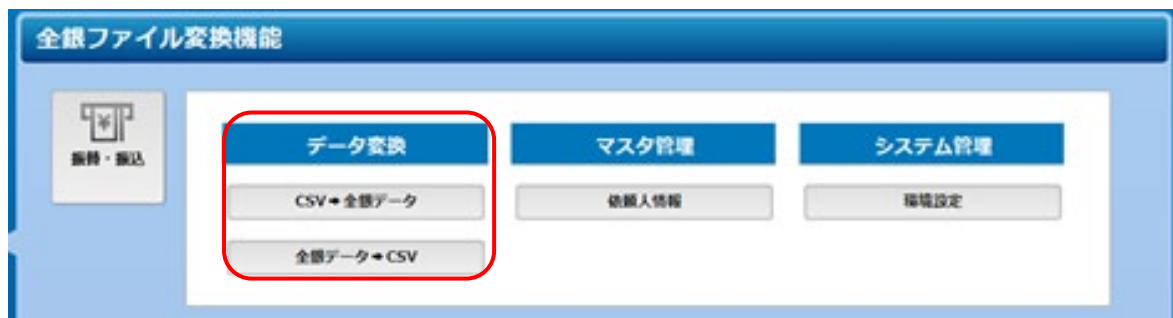 全銀ファイル変換機能
¥
振替・振込
データ変換
マスタ管理
システム管理
CSV➡全銀データ
依頼人情報
環境設定
全銀データ➡CSV